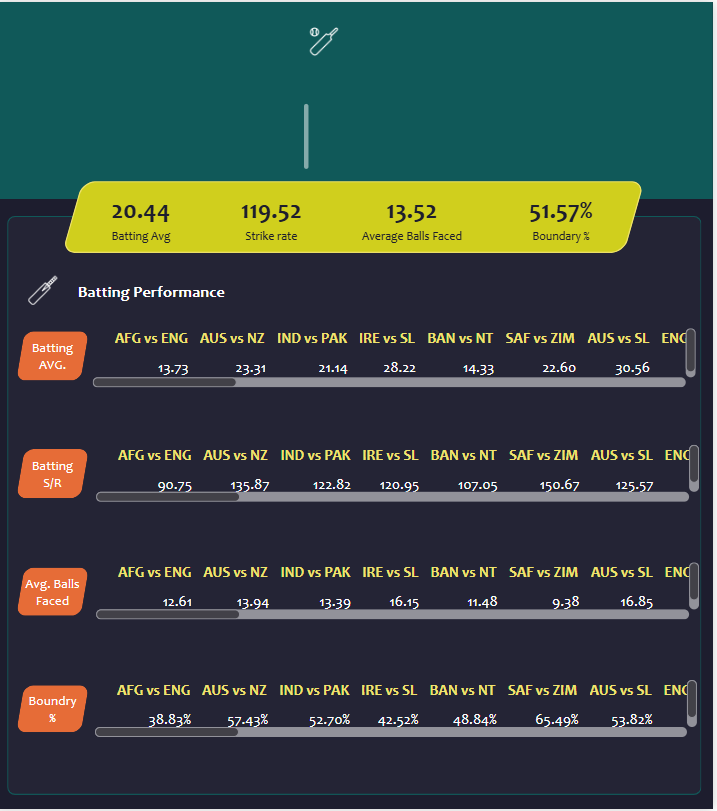 20.44 119.52 13.52 51.57%
Batting Avg Strike rate Average Balls Faced Boundary %
Batting Performance
Batting
AVG.
AFG vs ENG AUS vs NZ IND vs PAK IRE vs SL BAN vs NT SAF vs ZIM AUS vs SL ENG
13.73 23.31 21.14 28.22 14.33 22.60 30.56
Batting
S/R
AFG vs ENG AUS vs NZ IND vs PAK IRE vs SL BAN vs NT SAF vs ZIM AUS vs SL ENG
90.75 135.87 122.82 120.95 107.05 150.67 125.57
Avg. Balls
Faced
AFG vs ENG AUS vs NZ IND vs PAK IRE vs SL BAN vs NT SAF vs ZIM AUS vs SL ENG
12.61 13.94 13.39 16.15 11.48 9.38 16.85
Boundry
%
AFG vs ENG AUS vs NZ IND vs PAK IRE vs SL BAN vs NT SAF vs ZIM AUS vs SL ENG
38.83% 57.43% 52.70% 42.52% 48.84% 65.49% 53.82%